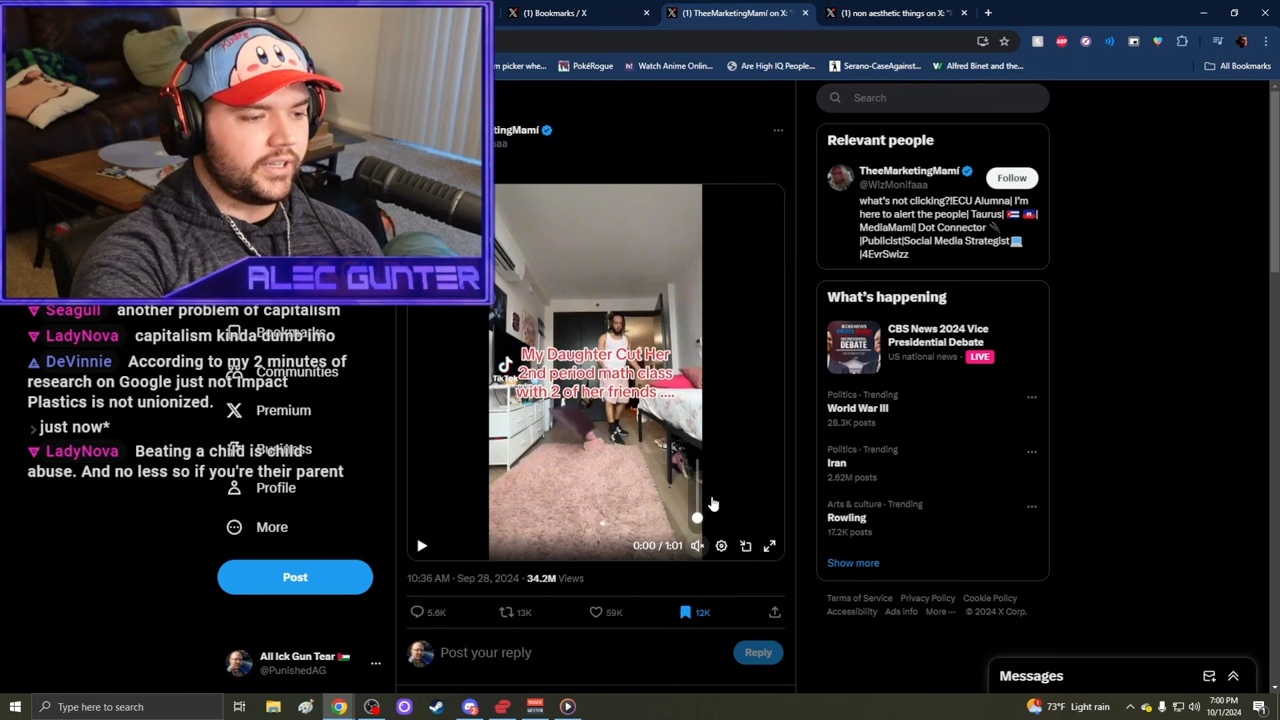 (1) Bookmarks / X
(1) TheeMarketingMamí on X:
(1) non aesthetic things on X: "
m picker whe...
PokéRogue
Watch Anime Onlin...
Are High IQ People...
Serano-CaseAgainst...
Alfred Binet and the...
All Bookmarks
ALEC GUNTER
Seagull another problem of capitalism
LadyNova capitalism kinda dumb imo
DeVinnie According to my 2 minutes of
research on Google just not impact
Plastics is not unionized.
just now*
LadyNova Beating a child is child
abuse. And no less so if you're their parent
Bookmarks
Communities
Premium
Business
Profile
More
Post
All Ick Gun Tear
@PunishedAG
tingMamí
aa
TikTok
My Daughter Cut Her
2nd period math class
with 2 of her friends ....
0:00 / 1:01
10:36 AM · Sep 28, 2024 · 34.2M Views
5.6K
13K
59K
12K
Post your reply
Reply
Search
Relevant people
TheeMarketingMamí
@WizMonIfaaa
Follow
what's not clicking?IECU Alumna| I'm
here to alert the people| Taurus|
MediaMami| Dot Connector
|Publicist|Social Media Strategist
|4EvrSwizz
What's happening
CBS News 2024 Vice
Presidential Debate
US national news · LIVE
Politics · Trending
World War III
28.3K posts
Politics · Trending
Iran
2.62M posts
Arts & culture · Trending
Rowling
17.2K posts
Show more
Terms of Service Privacy Policy Cookie Policy
Accessibility Ads info More ··· © 2024 X Corp.
Messages
Type here to search
73°F Light rain
7:00 PM
10/1/2024